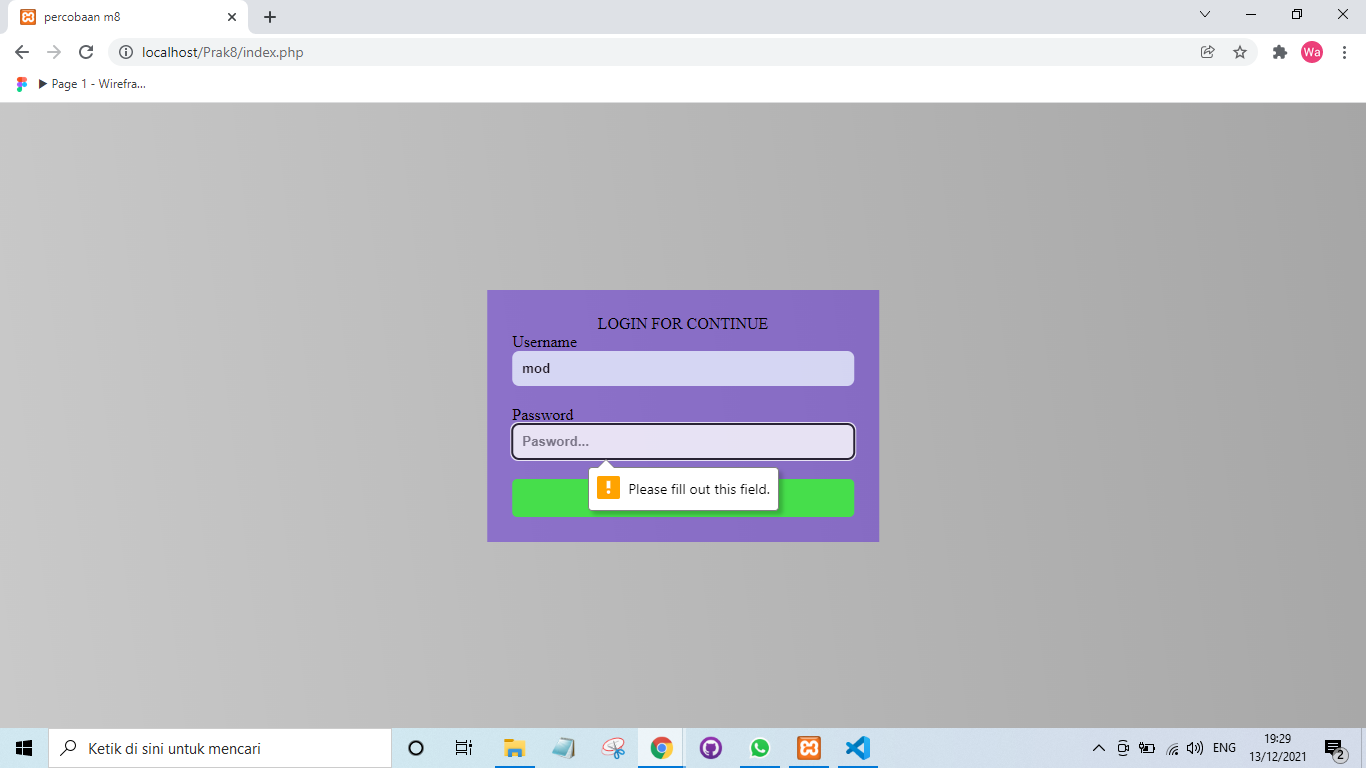 percobaan m8
localhost/Prak8/index.php
Wa
Page 1 - Wirefra...
LOGIN FOR CONTINUE
Username
mod
Password
Pasword...
! Please fill out this field.
Ketik di sini untuk mencari
ENG
19:29
13/12/2021
2